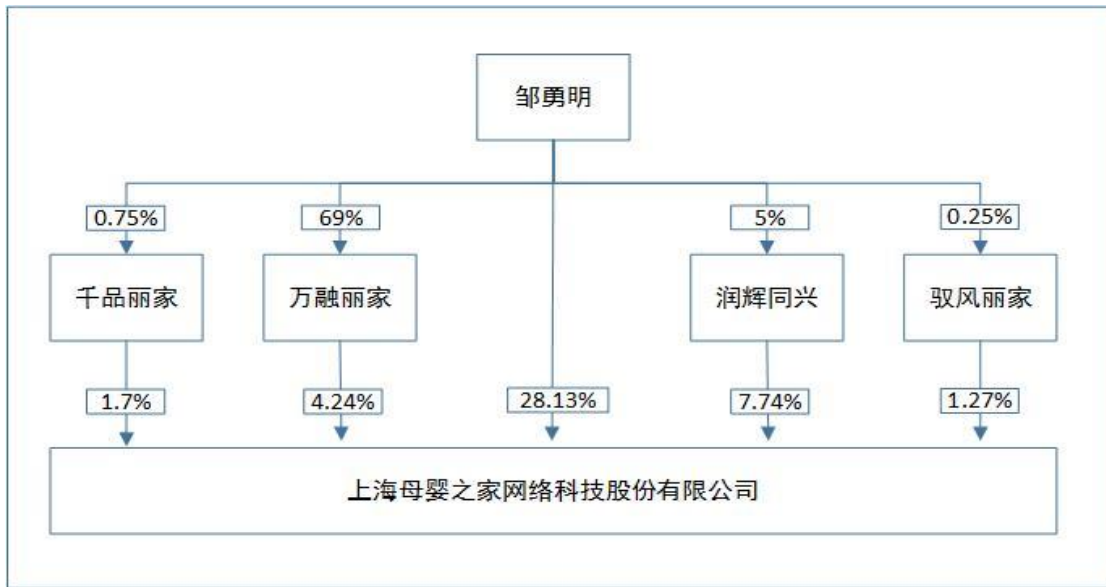 邹勇明
0.75%
69%
5%
0.25%
千品丽家
万融丽家
润辉同兴
驭风丽家
1.7%
4.24%
28.13%
7.74%
1.27%
上海母婴之家网络科技股份有限公司